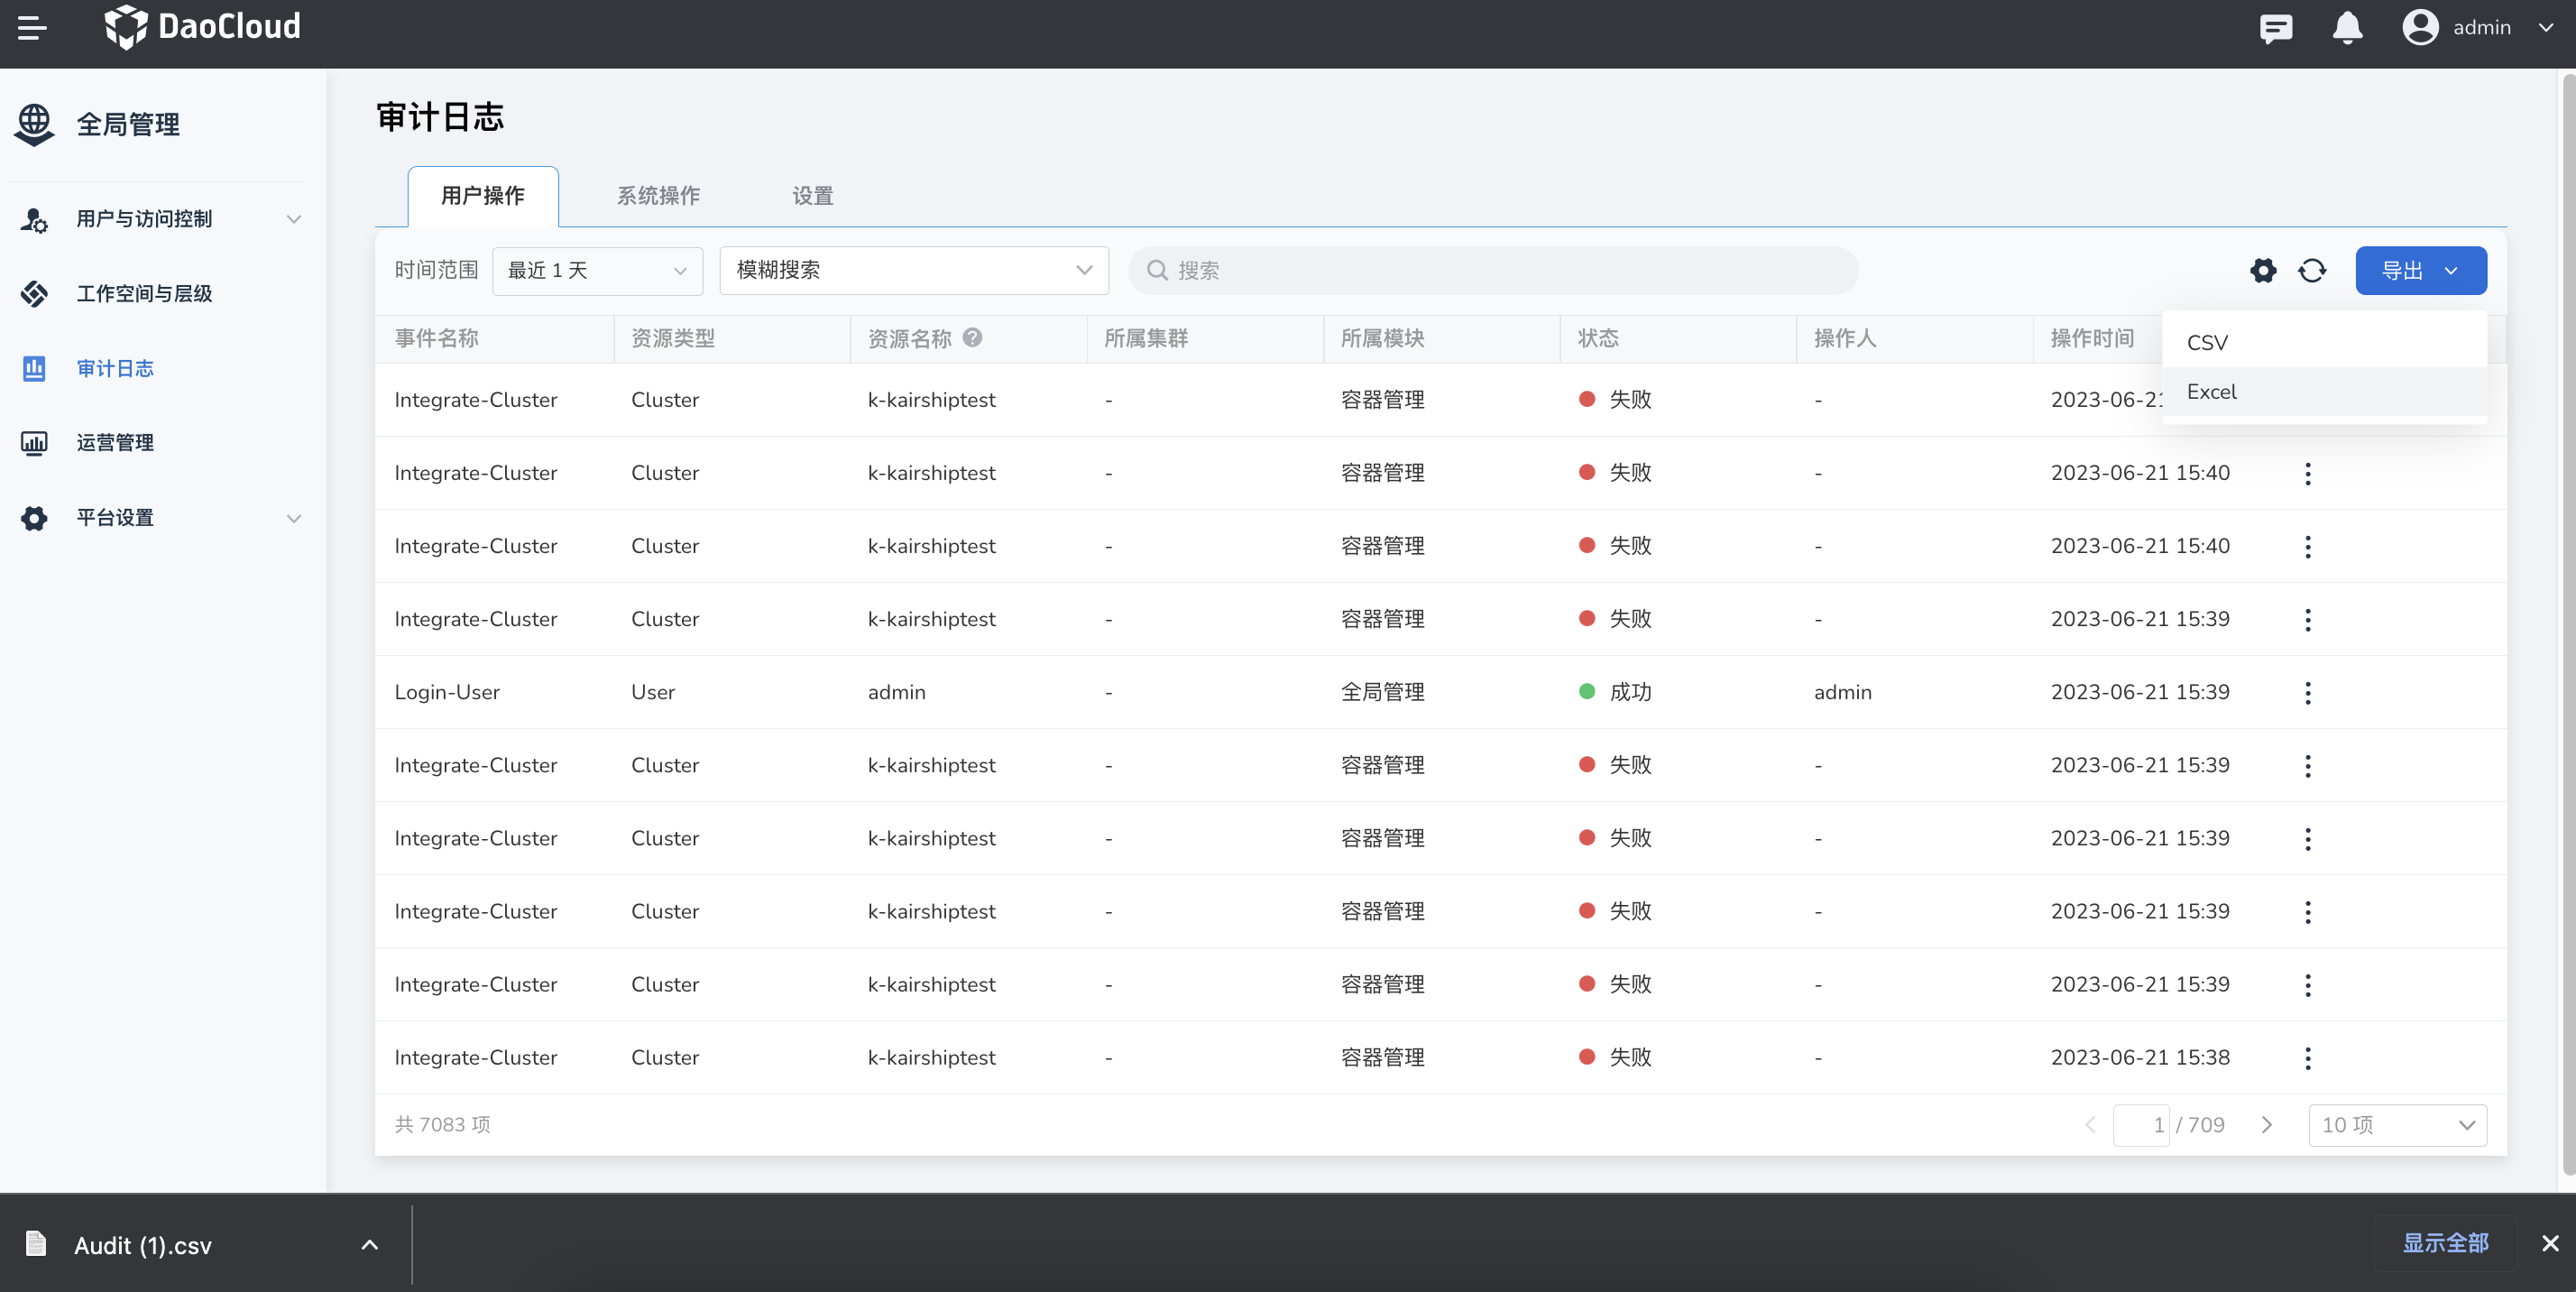 DaoCloud
admin
全局管理
用户与访问控制
工作空间与层级
审计日志
运营管理
平台设置
审计日志
用户操作 系统操作 设置
时间范围 最近 1 天 模糊搜索 搜索 导出
CSV
Excel
事件名称 资源类型 资源名称 ? 所属集群 所属模块 状态 操作人 操作时间
Integrate-Cluster Cluster k-kairshiptest - 容器管理 失败 - 2023-06-21
Integrate-Cluster Cluster k-kairshiptest - 容器管理 失败 - 2023-06-21 15:40
Integrate-Cluster Cluster k-kairshiptest - 容器管理 失败 - 2023-06-21 15:40
Integrate-Cluster Cluster k-kairshiptest - 容器管理 失败 - 2023-06-21 15:39
Login-User User admin - 全局管理 成功 admin 2023-06-21 15:39
Integrate-Cluster Cluster k-kairshiptest - 容器管理 失败 - 2023-06-21 15:39
Integrate-Cluster Cluster k-kairshiptest - 容器管理 失败 - 2023-06-21 15:39
Integrate-Cluster Cluster k-kairshiptest - 容器管理 失败 - 2023-06-21 15:39
Integrate-Cluster Cluster k-kairshiptest - 容器管理 失败 - 2023-06-21 15:39
Integrate-Cluster Cluster k-kairshiptest - 容器管理 失败 - 2023-06-21 15:38
共 7083 项 1 / 709 10 项
Audit (1).csv 显示全部